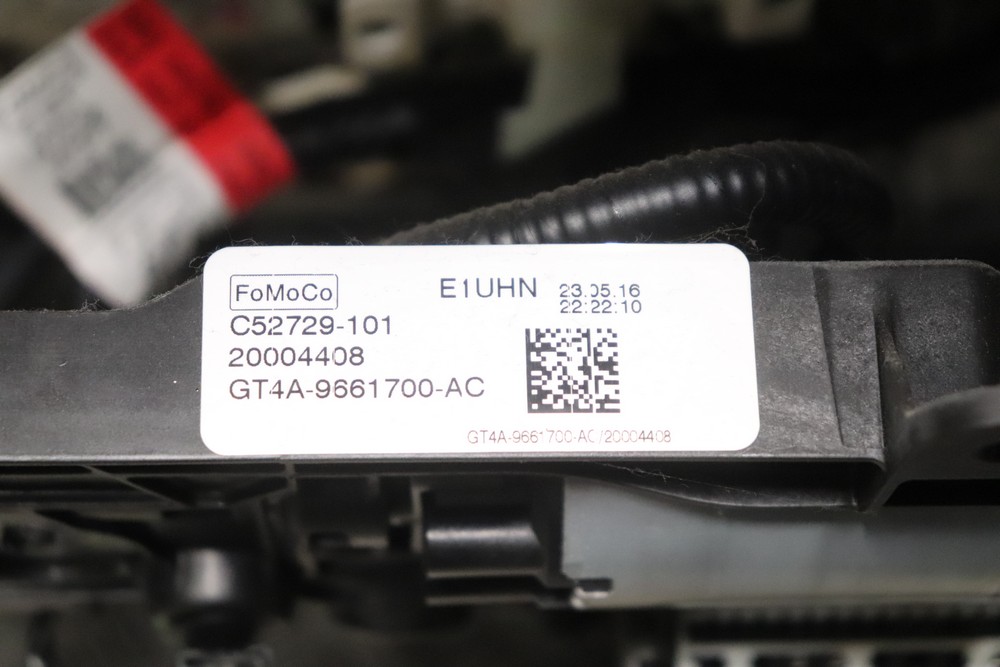 FoMoCo
E1UHN
23.05.16
22:22:10
C52729-101
20004408
GT4A-9661700-AC
GT4A-9661700-AC/20004408